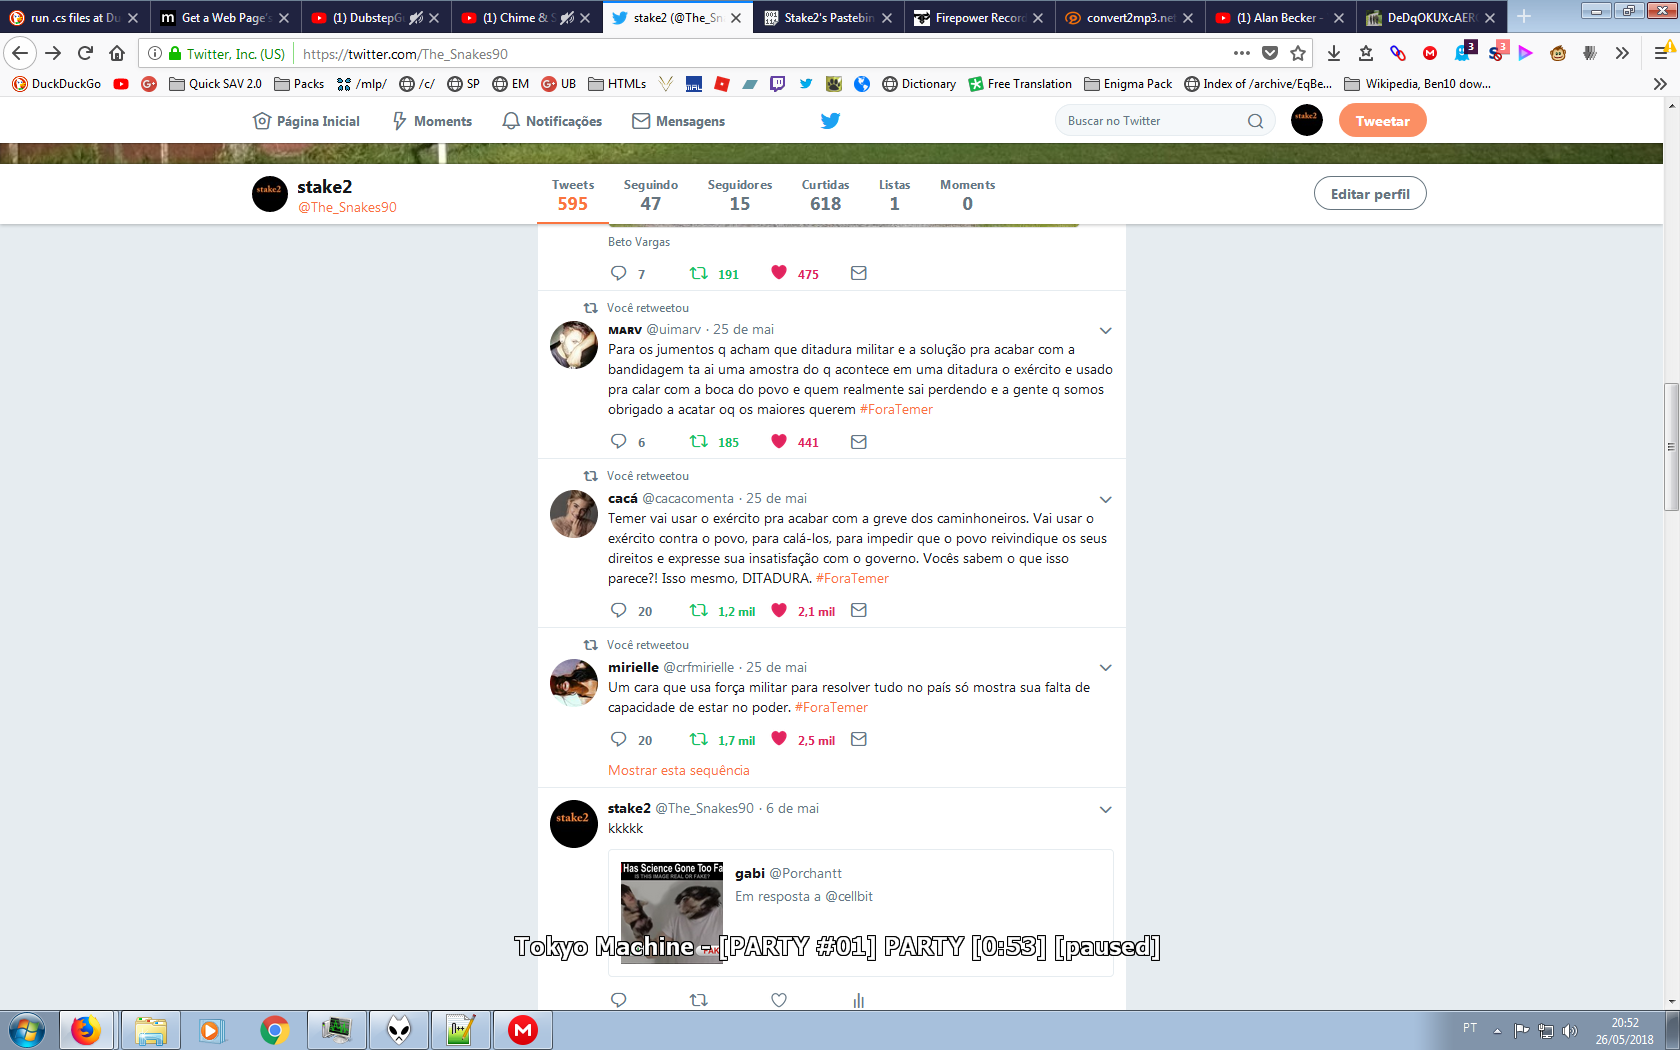 run .cs files at Du
Get a Web Page's
(1) DubstepGu
(1) Chime & S
stake2 (@The_Sn
Stake2's Pastebin
Firepower Record
convert2mp3.net
(1) Alan Becker -
DeDqOKUXcAER
Twitter, Inc. (US)
https://twitter.com/The_Snakes90
3
3
DuckDuckGo
Quick SAV 2.0
Packs
/mlp/
/c/
SP
EM
UB
HTMLs
MAL
Dictionary
Free Translation
Enigma Pack
Index of /archive/EqBe...
Wikipedia, Ben10 dow...
Página Inicial
Moments
Notificações
Mensagens
Buscar no Twitter
stake2
Tweetar
stake2
stake2
@The_Snakes90
Tweets
595
Seguindo
47
Seguidores
15
Curtidas
618
Listas
1
Moments
0
Editar perfil
Beto Vargas
7 191 475
Você retweetou
ᴍᴀʀᴠ @uimarv · 25 de mai
Para os jumentos q acham que ditadura militar e a solução pra acabar com a
bandidagem ta ai uma amostra do q acontece em uma ditadura o exército e usado
pra calar com a boca do povo e quem realmente sai perdendo e a gente q somos
obrigado a acatar oq os maiores querem #ForaTemer
6 185 441
Você retweetou
cacá @cacacomenta · 25 de mai
Temer vai usar o exército pra acabar com a greve dos caminhoneiros. Vai usar o
exército contra o povo, para calá-los, para impedir que o povo reivindique os seus
direitos e expresse sua insatisfação com o governo. Vocês sabem o que isso
parece?! Isso mesmo, DITADURA. #ForaTemer
20 1,2 mil 2,1 mil
Você retweetou
mirielle @crfmirielle · 25 de mai
Um cara que usa força militar para resolver tudo no país só mostra sua falta de
capacidade de estar no poder. #ForaTemer
20 1,7 mil 2,5 mil
Mostrar esta sequência
stake2
stake2 @The_Snakes90 · 6 de mai
kkkkk
Has Science Gone Too Fa
IS THIS IMAGE REAL OR FAKE?
gabi @Porchantt
Em resposta a @cellbit
Tokyo Machine - [PARTY #01] PARTY [0:53] [paused]
PT
20:52
26/05/2018